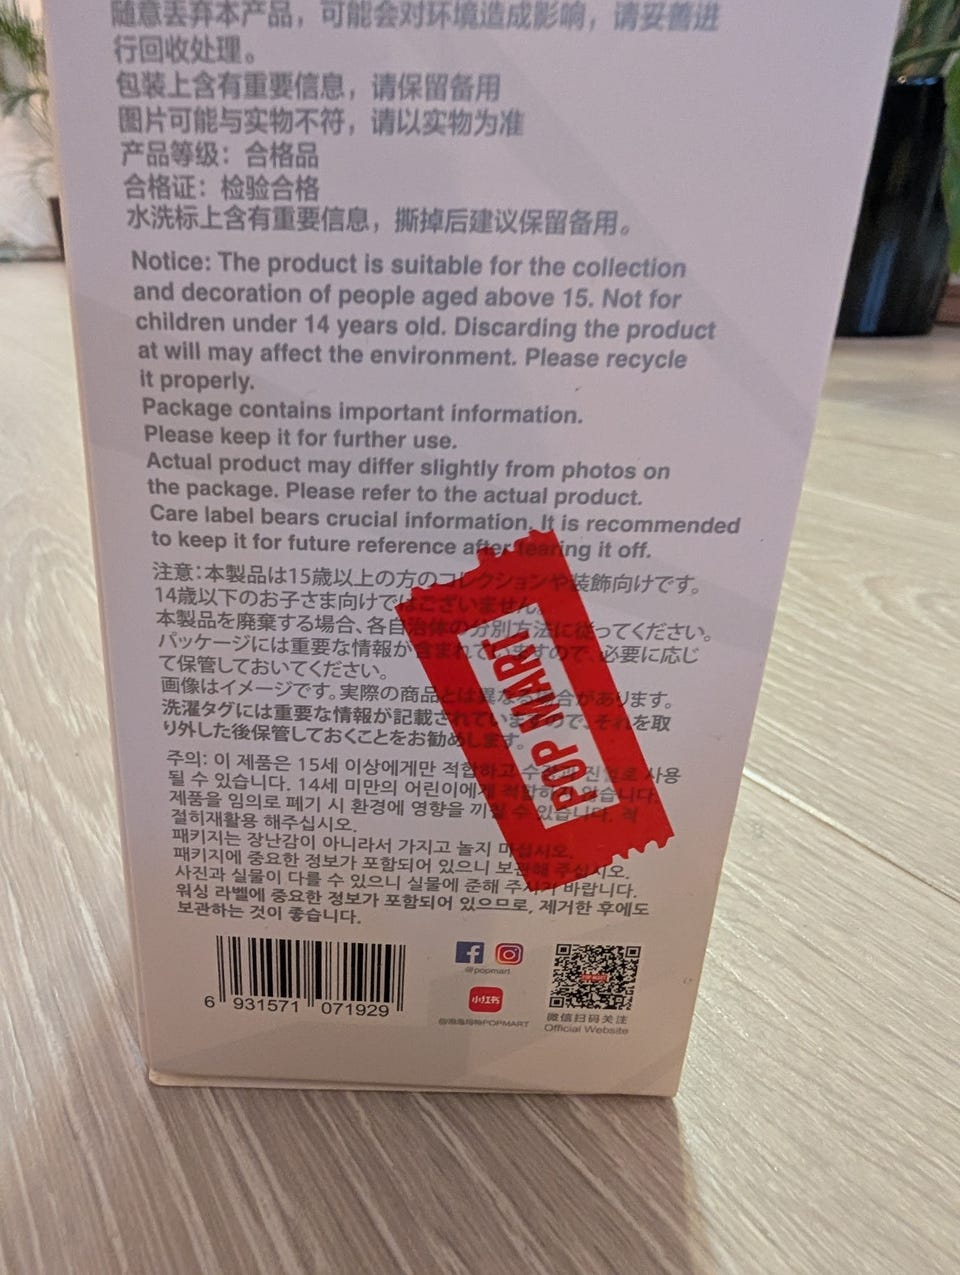 随意丢弃本产品，可能会对环境造成影响，请妥善进
行回收处理。
包装上含有重要信息，请保留备用
图片可能与实物不符，请以实物为准
产品等级：合格品
合格证：检验合格
水洗标上含有重要信息，撕掉后建议保留备用。
Notice: The product is suitable for the collection
and decoration of people aged above 15. Not for
children under 14 years old. Discarding the product
at will may affect the environment. Please recycle
it properly.
Package contains important information.
Please keep it for further use.
Actual product may differ slightly from photos on
the package. Please refer to the actual product.
Care label bears crucial information. It is recommended
to keep it for future reference after tearing it off.
注意：本製品は15歳以上の方のコレクションや装飾向けです。
14歳以下のお子さま向けではございません。
本製品を廃棄する場合、各自治体の分別方法に従ってください。
パッケージには重要な情報が含まれていますので、必要に応じ
て保管しておいてください。
画像はイメージです。実際の商品とは異なる場合があります。
洗濯タグには重要な情報が記載されていますので、それを取
り外した後保管しておくことをお勧めします。
주의: 이 제품은 15세 이상에게만 적합하고 수집과 진열로 사용
될 수 있습니다. 14세 미만의 어린이에게 적합하지 않습니다.
제품을 임의로 폐기 시 환경에 영향을 끼칠 수 있습니다. 적
절히재활용 해주십시오.
패키지는 장난감이 아니라서 가지고 놀지 마십시오.
패키지에 중요한 정보가 포함되어 있으니 보관해 주십시오.
사진과 실물이 다를 수 있으니 실물에 준해 주시기 바랍니다.
워싱 라벨에 중요한 정보가 포함되어 있으므로, 제거한 후에도
보관하는 것이 좋습니다.
POP MART
6 931571 071929
@popmart
小红书
@泡泡玛特POPMART
微信扫码关注
Official Website